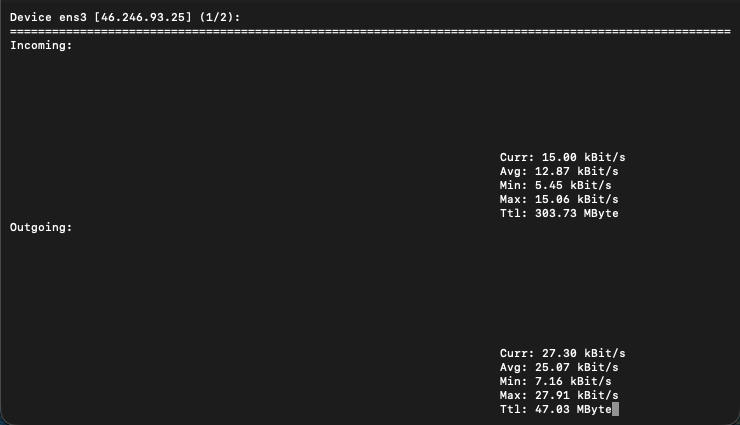 Device ens3 [46.246.93.25] (1/2):
=======================================================================================================
Incoming:
Curr: 15.00 kBit/s
Avg: 12.87 kBit/s
Min: 5.45 kBit/s
Max: 15.06 kBit/s
Ttl: 303.73 MByte
Outgoing:
Curr: 27.30 kBit/s
Avg: 25.07 kBit/s
Min: 7.16 kBit/s
Max: 27.91 kBit/s
Ttl: 47.03 MByte